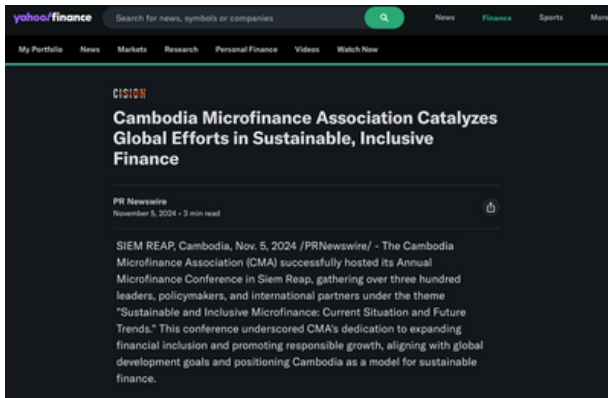 yahoo!finance
Search for news, symbols or companies
News
Finance
Sports
More
My Portfolio
News
Markets
Research
Personal Finance
Videos
Watch Now
CISION
Cambodia Microfinance Association Catalyzes
Global Efforts in Sustainable, Inclusive
Finance
PR Newswire
November 5, 2024 • 3 min read
SIEM REAP, Cambodia, Nov. 5, 2024 /PRNewswire/ - The Cambodia
Microfinance Association (CMA) successfully hosted its Annual
Microfinance Conference in Siem Reap, gathering over three hundred
leaders, policymakers, and international partners under the theme
"Sustainable and Inclusive Microfinance: Current Situation and Future
Trends." This conference underscored CMA's dedication to expanding
financial inclusion and promoting responsible growth, aligning with global
development goals and positioning Cambodia as a model for sustainable
finance.